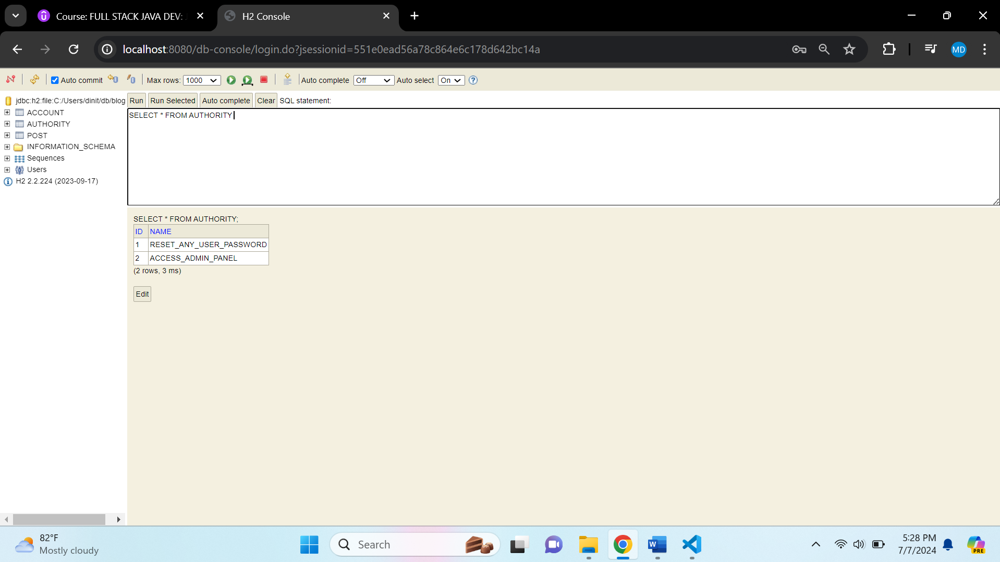 Course: FULL STACK JAVA DEV:
H2 Console
localhost:8080/db-console/login.do?jsessionid=551e0ead56a78c864e6c178d642bc14a
MD
Auto commit
Max rows: 1000
Auto complete Off
Auto select On
jdbc:h2:file:C:/Users/dinit/db/blog
ACCOUNT
AUTHORITY
POST
INFORMATION_SCHEMA
Sequences
Users
H2 2.2.224 (2023-09-17)
Run Run Selected Auto complete Clear SQL statement:
SELECT * FROM AUTHORITY
SELECT * FROM AUTHORITY;
ID NAME
1 RESET_ANY_USER_PASSWORD
2 ACCESS_ADMIN_PANEL
(2 rows, 3 ms)
Edit
82°F
Mostly cloudy
Search
W
5:28 PM
7/7/2024
PRE